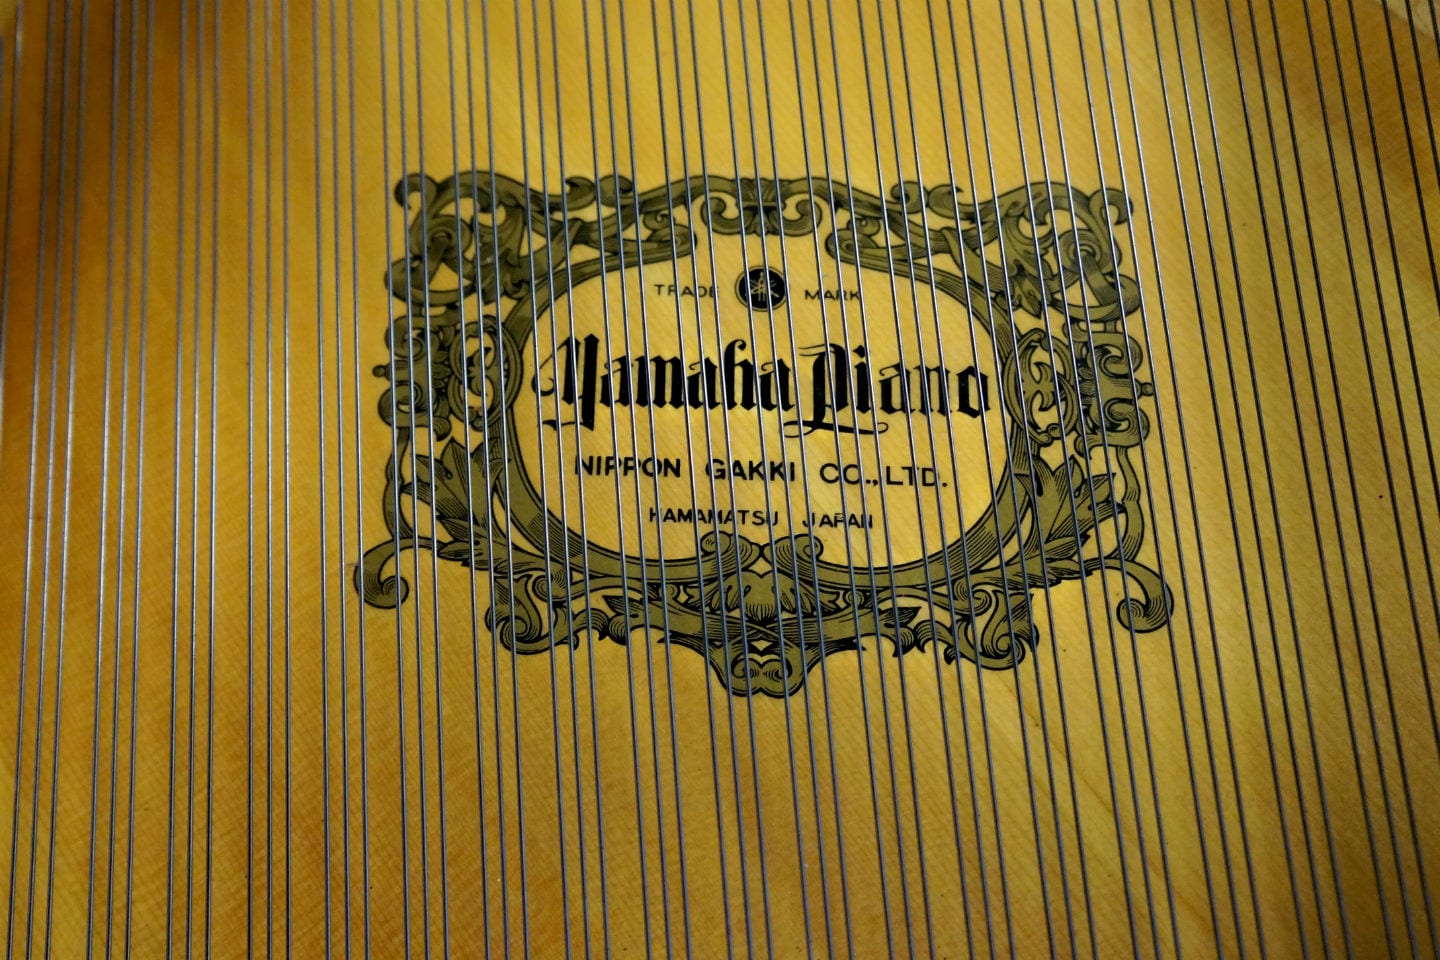 TRADE MARK
Yamaha Piano
NIPPON GAKKI CO.,LTD.
HAMAMATSU JAPAN